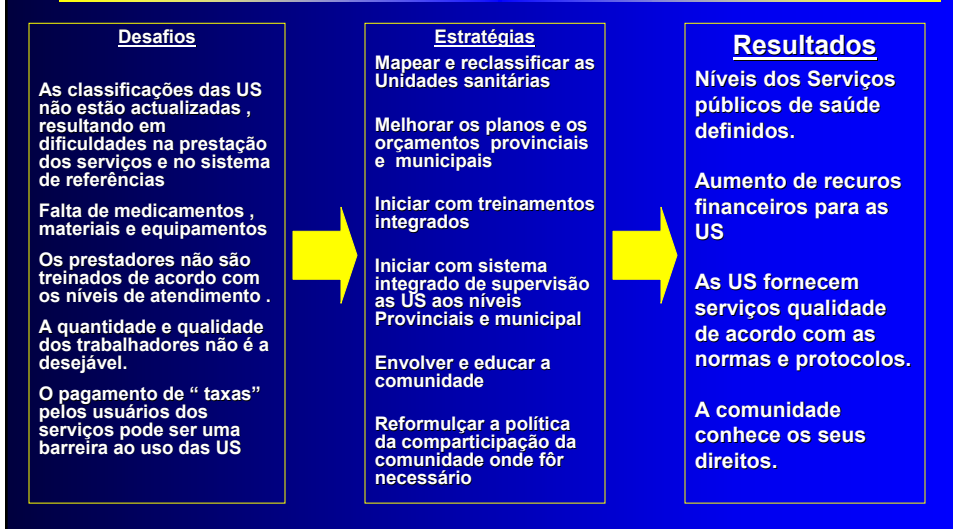 Desafios
As classificações das US
não estão actualizadas ,
resultando em
dificuldades na prestação
dos serviços e no sistema
de referências
Falta de medicamentos ,
materiais e equipamentos
Os prestadores não são
treinados de acordo com
os níveis de atendimento .
A quantidade e qualidade
dos trabalhadores não é a
desejável.
O pagamento de “ taxas”
pelos usuários dos
serviços pode ser uma
barreira ao uso das US
Estratégias
Mapear e reclassificar as
Unidades sanitárias
Melhorar os planos e os
orçamentos provinciais
e municipais
Iniciar com treinamentos
integrados
Iniciar com sistema
integrado de supervisão
as US aos níveis
Provinciais e municipal
Envolver e educar a
comunidade
Reformulçar a política
da comparticipação da
comunidade onde fôr
necessário
Resultados
Níveis dos Serviços
públicos de saúde
definidos.
Aumento de recuros
financeiros para as
US
As US fornecem
serviços qualidade
de acordo com as
normas e protocolos.
A comunidade
conhece os seus
direitos.